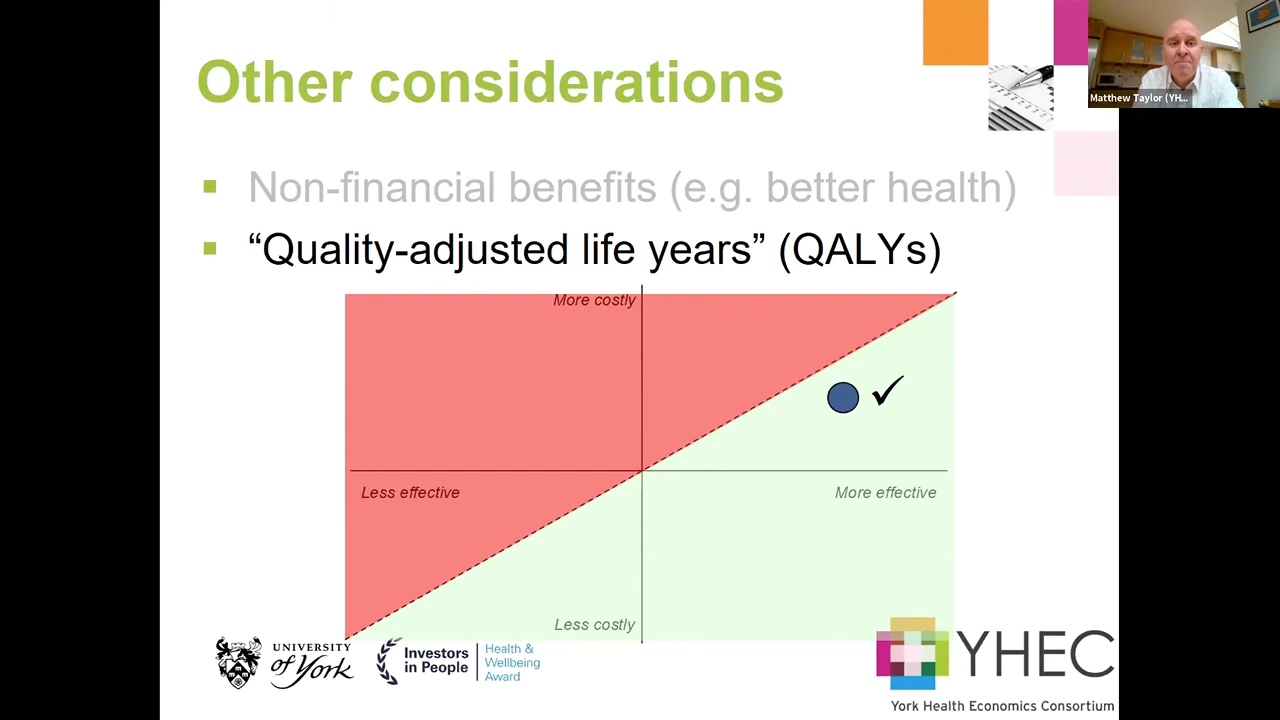 Other considerations
Matthew Taylor (YH...
Non-financial benefits (e.g. better health)
“Quality-adjusted life years” (QALYs)
More costly
Less effective
More effective
Less costly
UNIVERSITY
of York
Investors
in People
Health &
Wellbeing
Award
YHEC
York Health Economics Consortium